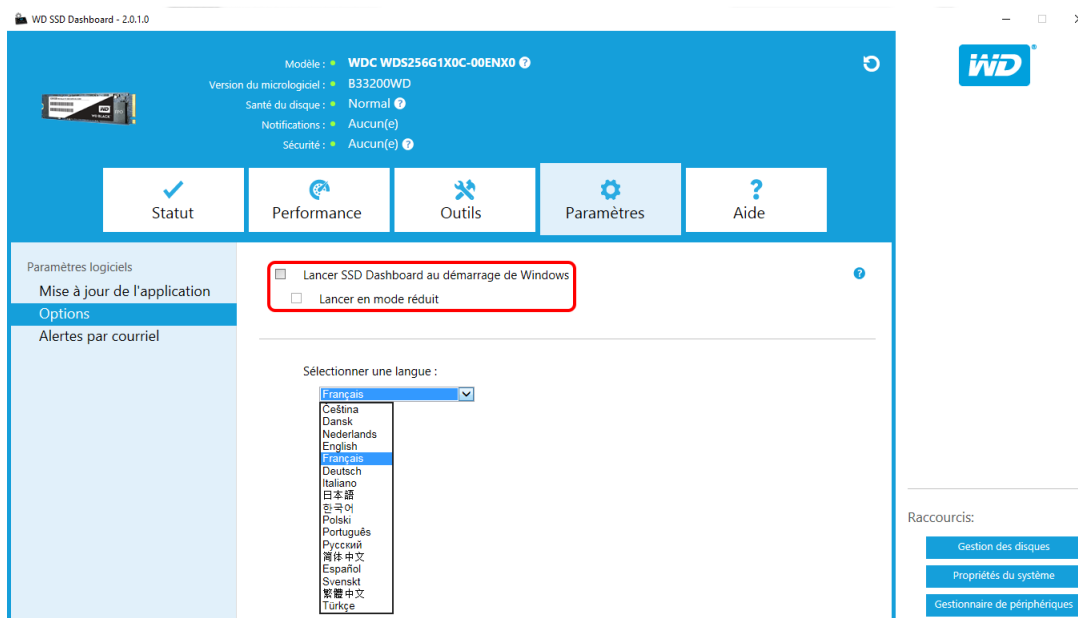 WD SSD Dashboard - 2.0.1.0
Modèle : WDC WDS256G1X0C-00ENX0 ?
Version du micrologiciel : B33200WD
Santé du disque : Normal ?
Notifications : Aucun(e)
Sécurité : Aucun(e) ?
WD
Statut
Performance
Outils
Paramètres
?
Aide
Paramètres logiciels
Mise à jour de l'application
Options
Alertes par courriel
Lancer SSD Dashboard au démarrage de Windows
?
Lancer en mode réduit
Sélectionner une langue :
Français
Čeština
Dansk
Nederlands
English
Français
Deutsch
Italiano
日本語
한국어
Polski
Português
Русский
简体中文
Español
Svenskt
繁體中文
Türkçe
Raccourcis:
Gestion des disques
Propriétés du système
Gestionnaire de périphériques